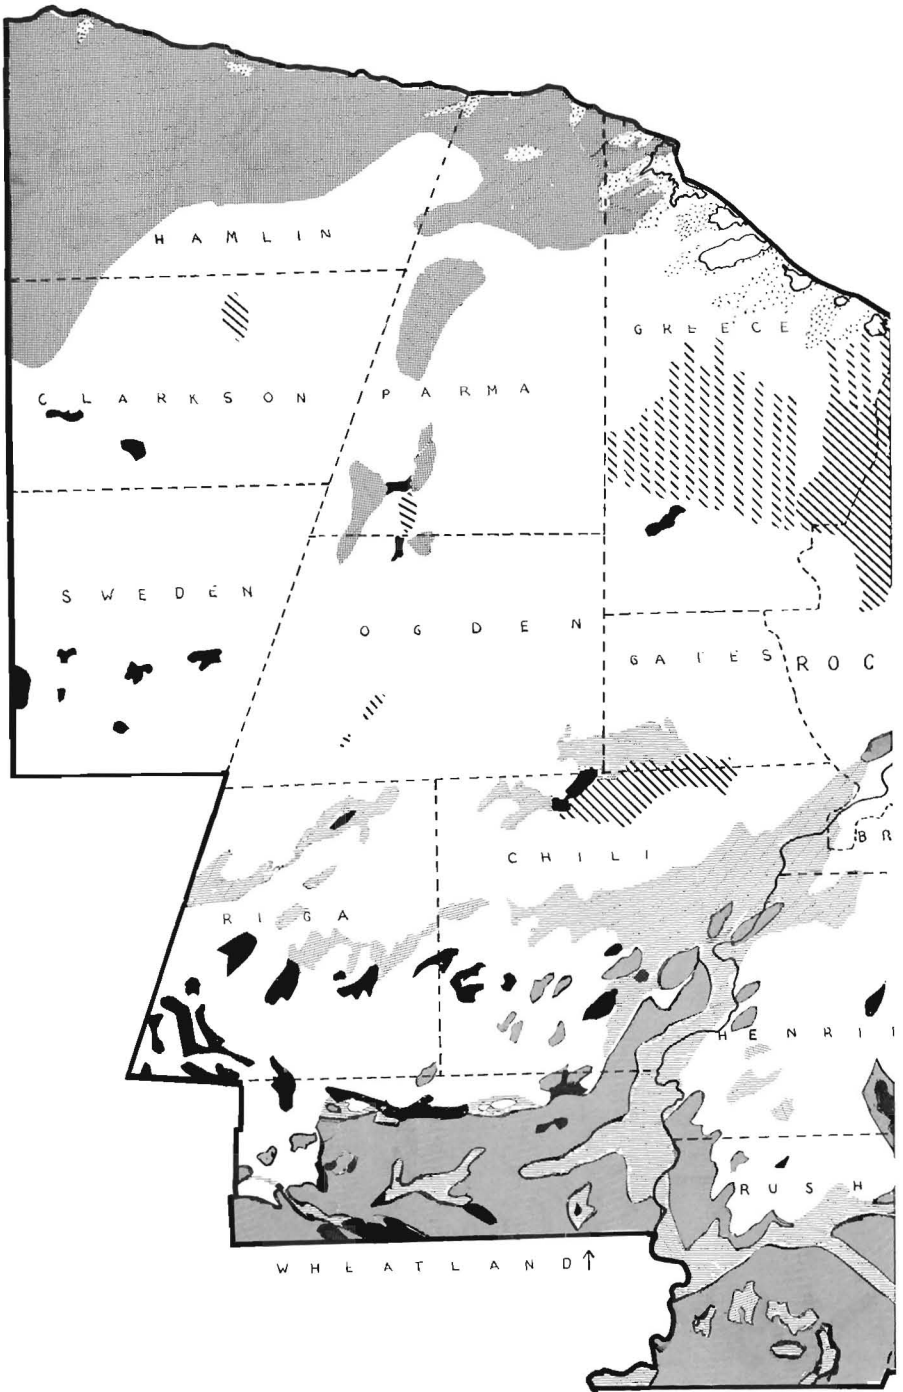 HAMLIN
GREECE
CLARKSON
PARMA
SWEDEN
OGDEN
GATES
ROC
BR
CHILI
RIGA
HENRI
RUSH
WHEATLAND↑